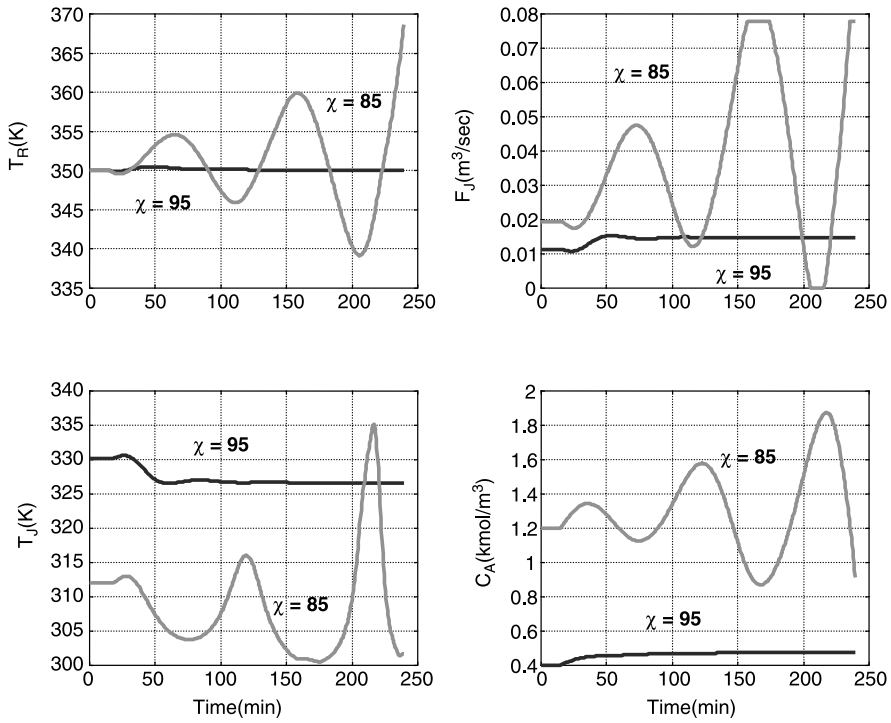 370
365
360
355
350
345
340
335
T_R(K)
χ = 85
χ = 95
0 50 100 150 200 250
0.08
0.07
0.06
0.05
0.04
0.03
0.02
0.01
0
F_J(m³/sec)
χ = 85
χ = 95
0 50 100 150 200 250
340
335
330
325
315
310
305
300
T_J(K)
χ = 95
χ = 85
0 50 100 150 200 250
Time(min)
2
1.8
1.6
1.4
1.2
1
0.8
0.6
0.4
C_A(kmol/m³)
χ = 85
χ = 95
0 50 100 150 200 250
Time(min)